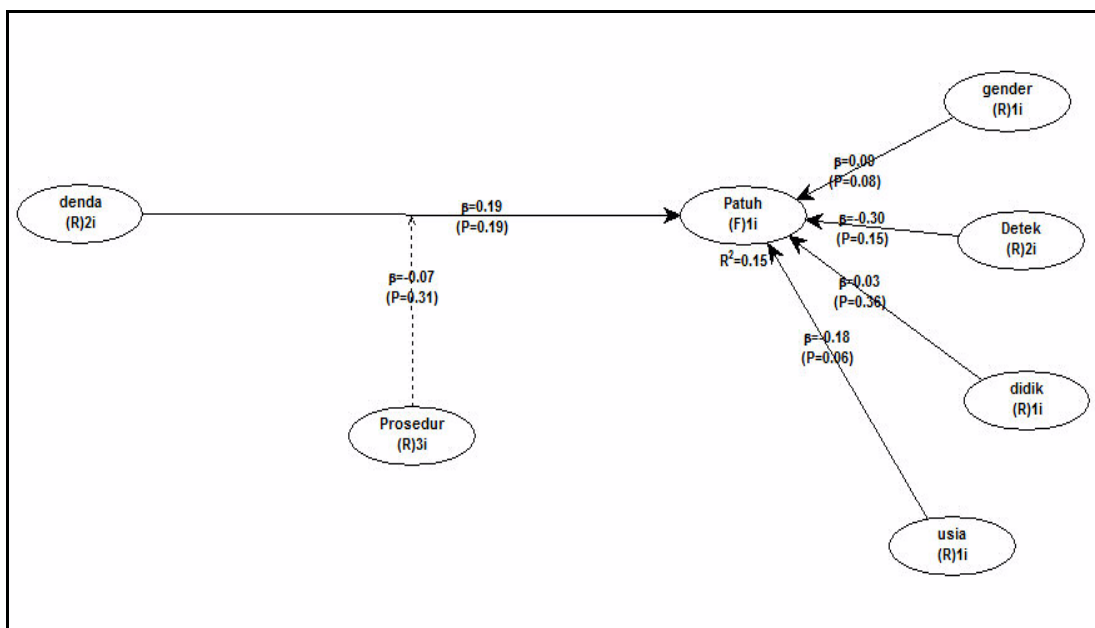 gender
(R)1i
β=0.09
(P=0.08)
denda
(R)2i
β=0.19
(P=0.19)
Patuh
(F)1i
R²=0.15
β=-0.30
(P=0.15)
Detek
(R)2i
β=-0.07
(P=0.31)
β=0.03
(P=0.36)
β=-0.18
(P=0.06)
didik
(R)1i
Prosedur
(R)3i
usia
(R)1i